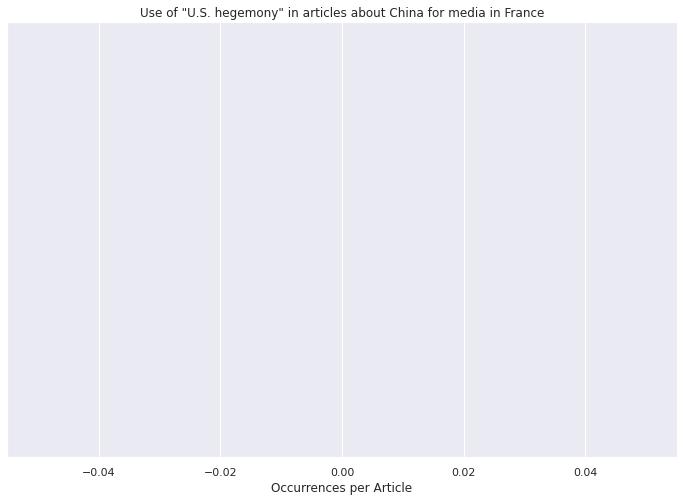 Use of "U.S. hegemony" in articles about China for media in France
−0.04 −0.02 0.00 0.02 0.04
Occurrences per Article